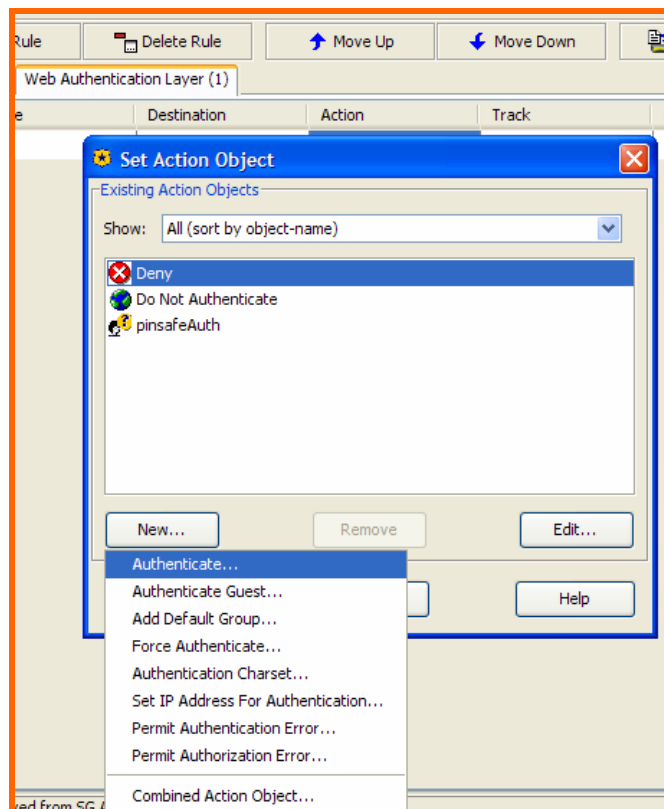 Rule Delete Rule Move Up Move Down
Web Authentication Layer (1)
e Destination Action Track
Set Action Object
Existing Action Objects
Show: All (sort by object-name)
Deny
Do Not Authenticate
pinsafeAuth
New... Remove Edit...
Authenticate...
Authenticate Guest...
Help
Add Default Group...
Force Authenticate...
Authentication Charset...
Set IP Address For Authentication...
Permit Authentication Error...
Permit Authorization Error...
Combined Action Object...
ved from SG